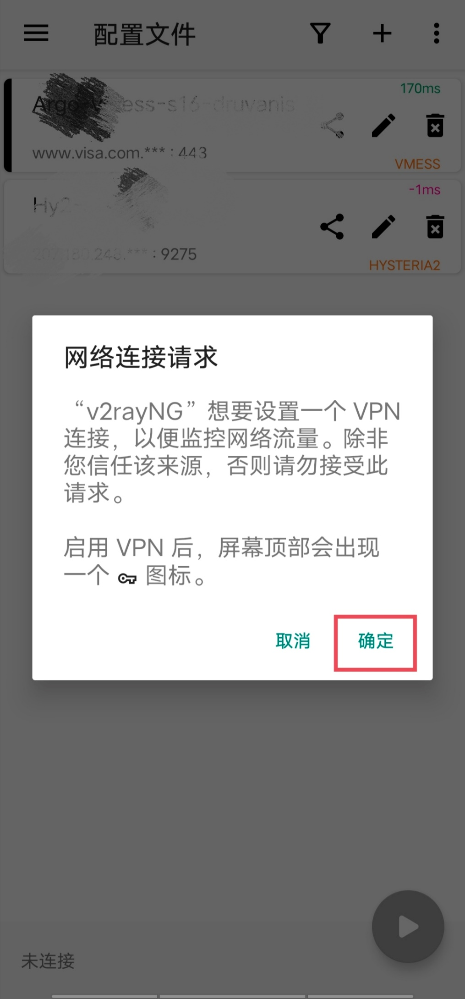 配置文件
170ms
ess-s16-druvanis
www.visa.com.*** : 443
VMESS
-1ms
Hy2
207.180.248.*** : 9275
HYSTERIA2
网络连接请求
“v2rayNG”想要设置一个 VPN
连接，以便监控网络流量。除非
您信任该来源，否则请勿接受此
请求。
启用 VPN 后，屏幕顶部会出现
一个 图标。
取消
确定
未连接